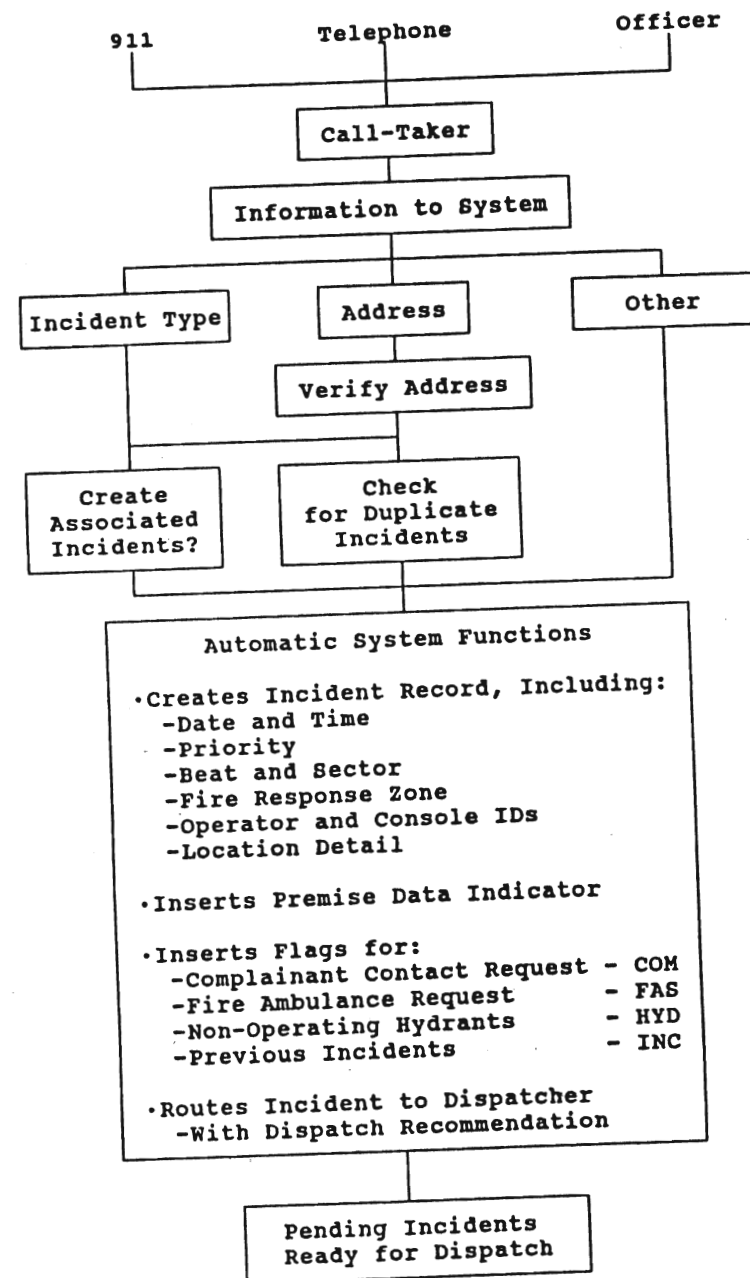 911 Telephone Officer
Call-Taker
Information to System
Incident Type Address Other
Verify Address
Create
Associated
Incidents?
Check
for Duplicate
Incidents
Automatic System Functions
·Creates Incident Record, Including:
-Date and Time
-Priority
-Beat and Sector
-Fire Response Zone
-Operator and Console IDs
-Location Detail
·Inserts Premise Data Indicator
·Inserts Flags for:
-Complainant Contact Request - COM
-Fire Ambulance Request - FAS
-Non-Operating Hydrants - HYD
-Previous Incidents - INC
·Routes Incident to Dispatcher
-With Dispatch Recommendation
Pending Incidents
Ready for Dispatch